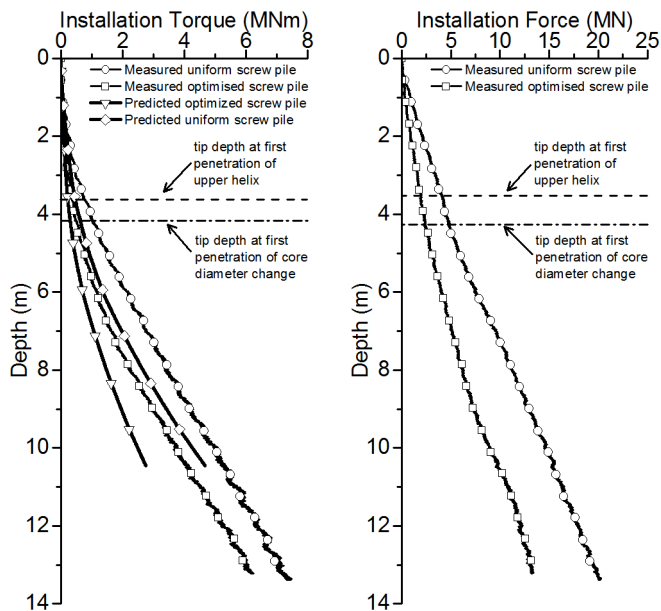 Installation Torque (MNm)
0 2 4 6 8
Measured uniform screw pile
Measured optimised screw pile
Predicted optimized screw pile
Predicted uniform screw pile
tip depth at first
penetration of
upper helix
tip depth at first
penetration of core
diameter change
Depth (m)
0
2
4
6
8
10
12
14
Installation Force (MN)
0 5 10 15 20 25
Measured uniform screw pile
Measured optimised screw pile
tip depth at first
penetration of
upper helix
tip depth at first
penetration of core
diameter change
Depth (m)
0
2
4
6
8
10
12
14